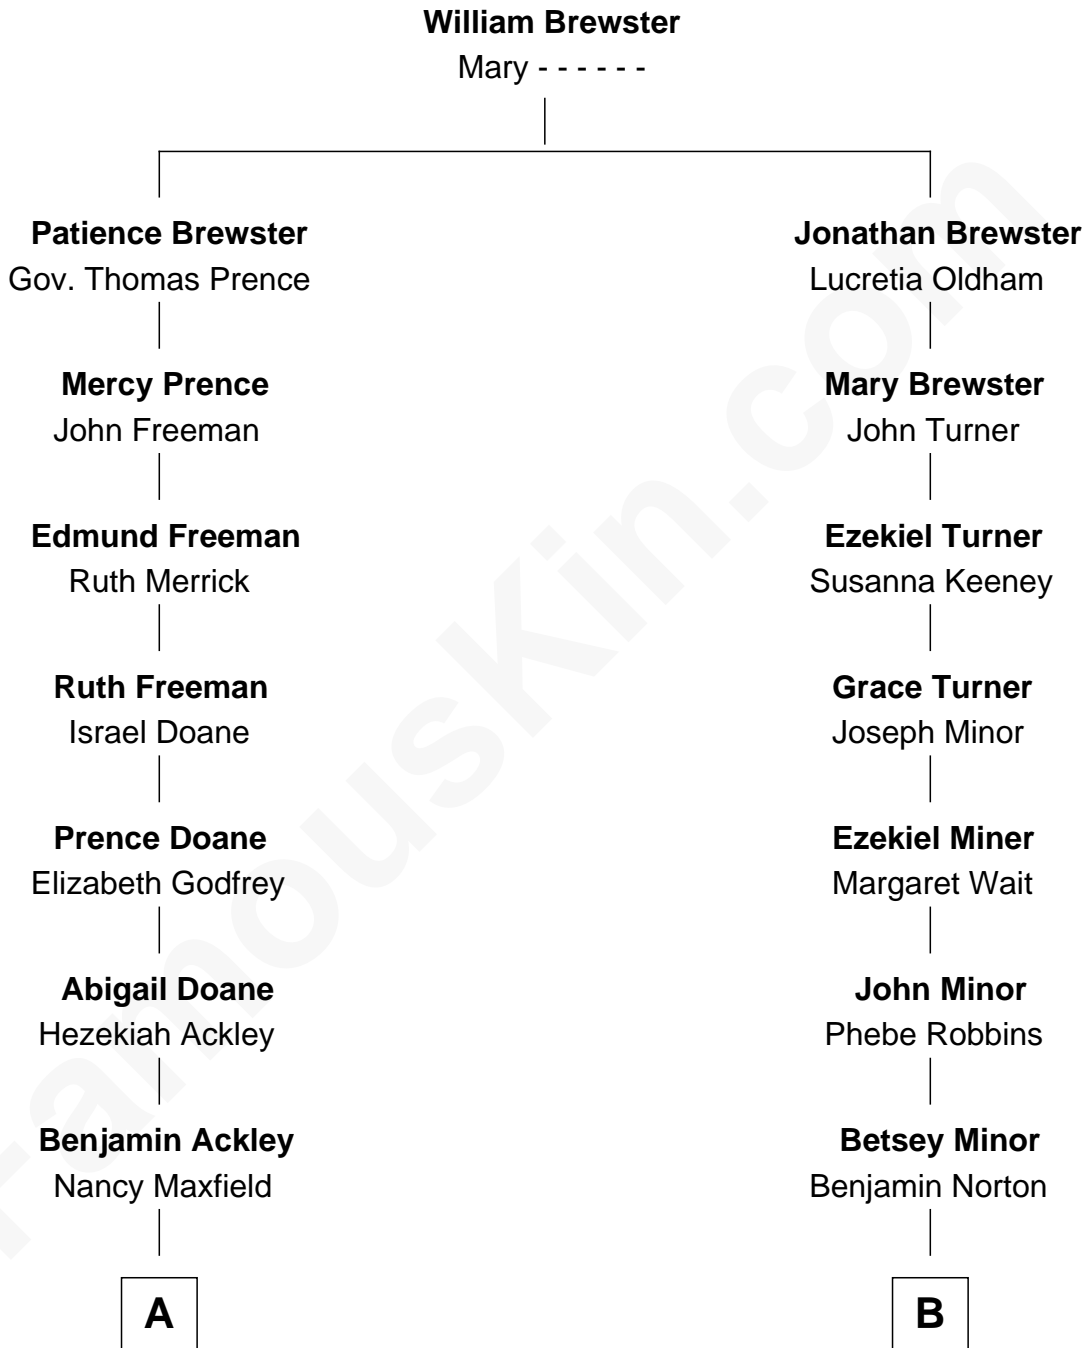 William Brewster
Mary - - - - - -
Patience Brewster
Gov. Thomas Prence
Jonathan Brewster
Lucretia Oldham
Mercy Prence
John Freeman
Mary Brewster
John Turner
Edmund Freeman
Ruth Merrick
Ezekiel Turner
Susanna Keeney
Ruth Freeman
Israel Doane
Grace Turner
Joseph Minor
Prence Doane
Elizabeth Godfrey
Ezekiel Miner
Margaret Wait
Abigail Doane
Hezekiah Ackley
John Minor
Phebe Robbins
Benjamin Ackley
Nancy Maxfield
Betsey Minor
Benjamin Norton
A
B
FamousKin.com